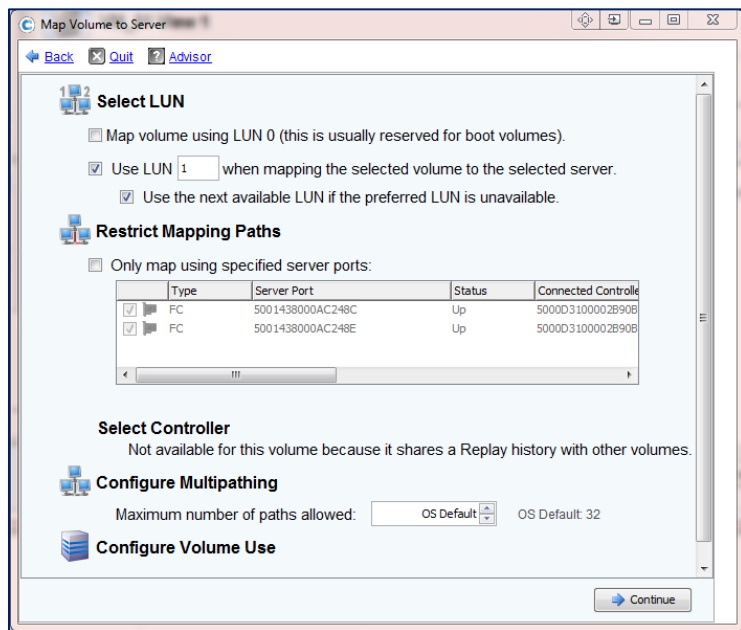 Map Volume to Server
Back Quit Advisor
1 2
Select LUN
Map volume using LUN 0 (this is usually reserved for boot volumes).
Use LUN 1 when mapping the selected volume to the selected server.
Use the next available LUN if the preferred LUN is unavailable.
Restrict Mapping Paths
Only map using specified server ports:
Type Server Port Status Connected Controlle
FC 5001438000AC248C Up 5000D3100002B90B
FC 5001438000AC248E Up 5000D3100002B90B
Select Controller
Not available for this volume because it shares a Replay history with other volumes.
Configure Multipathing
Maximum number of paths allowed: OS Default OS Default: 32
Configure Volume Use
Continue